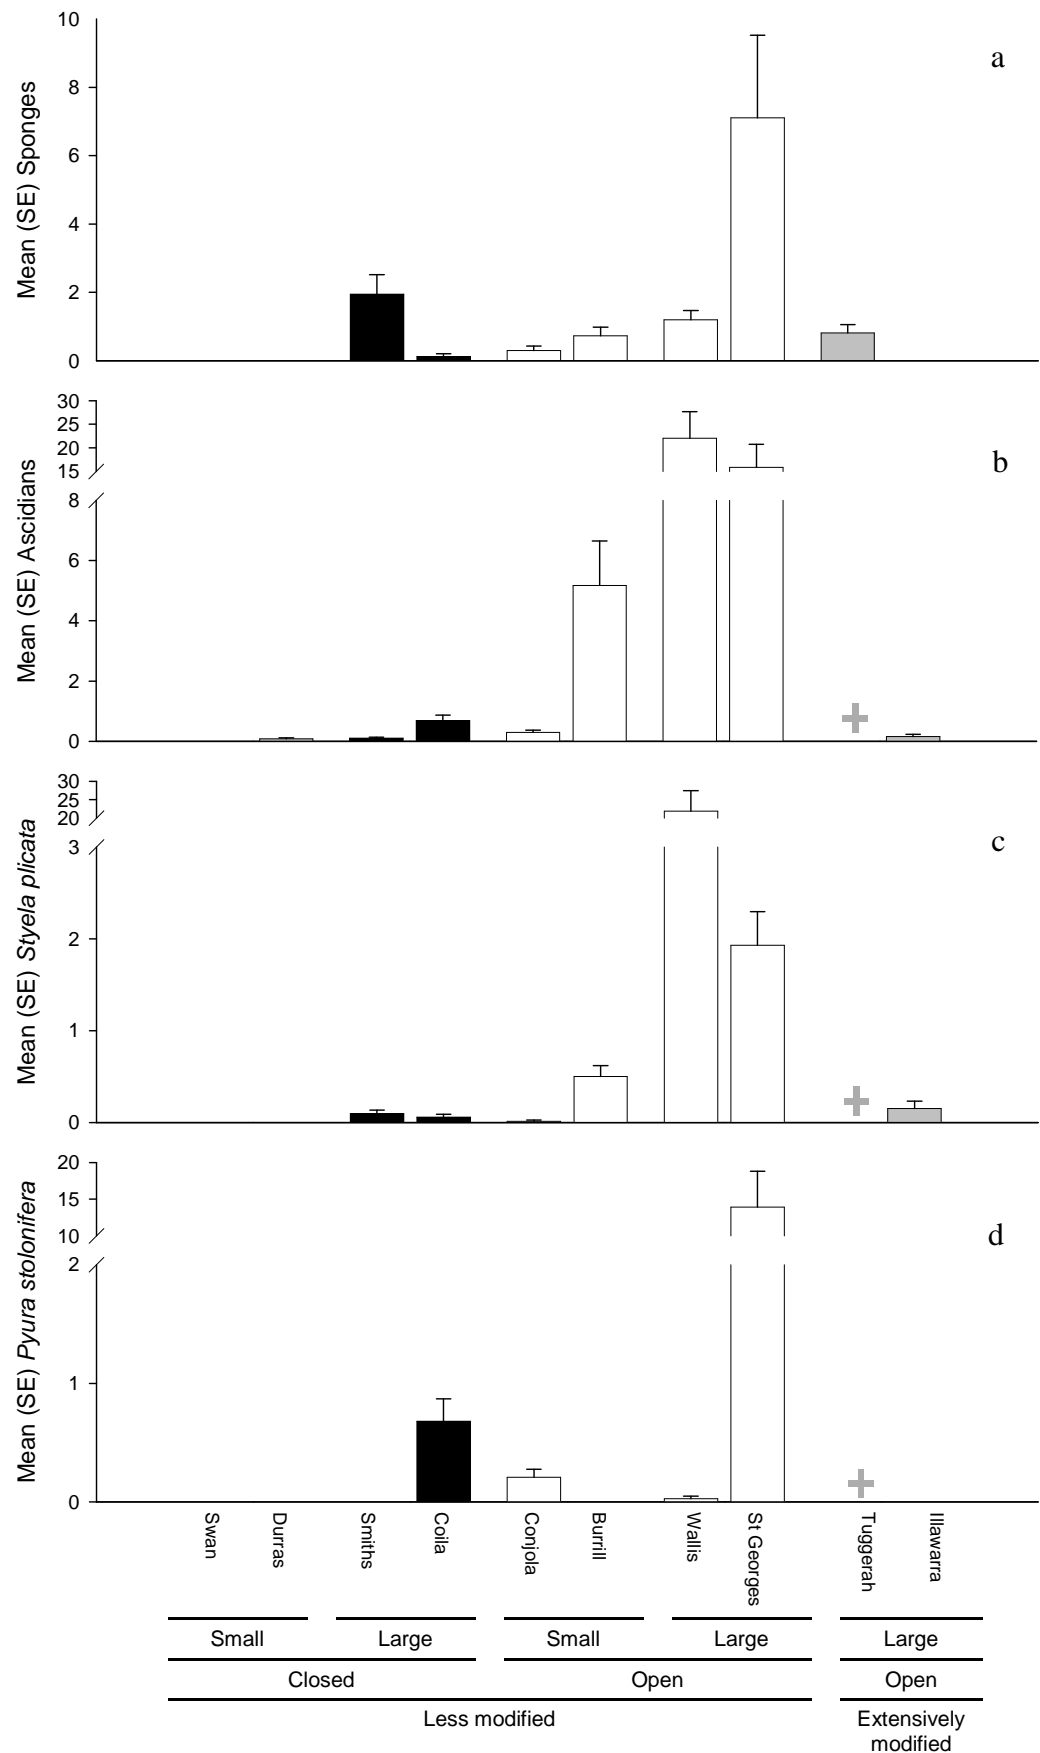 10
8
6
4
2
0
Mean (SE) Sponges
a
30
25
20
15
8
6
4
2
0
Mean (SE) Ascidians
b
30
25
20
3
2
1
0
Mean (SE) Styela plicata
c
20
15
10
2
1
0
Mean (SE) Pyura stolonifera
d
Swan
Durras
Smiths
Coila
Conjola
Burrill
Wallis
St Georges
Tuggerah
Illawarra
Small Large Small Large Large
Closed Open Open
Less modified Extensively
modified